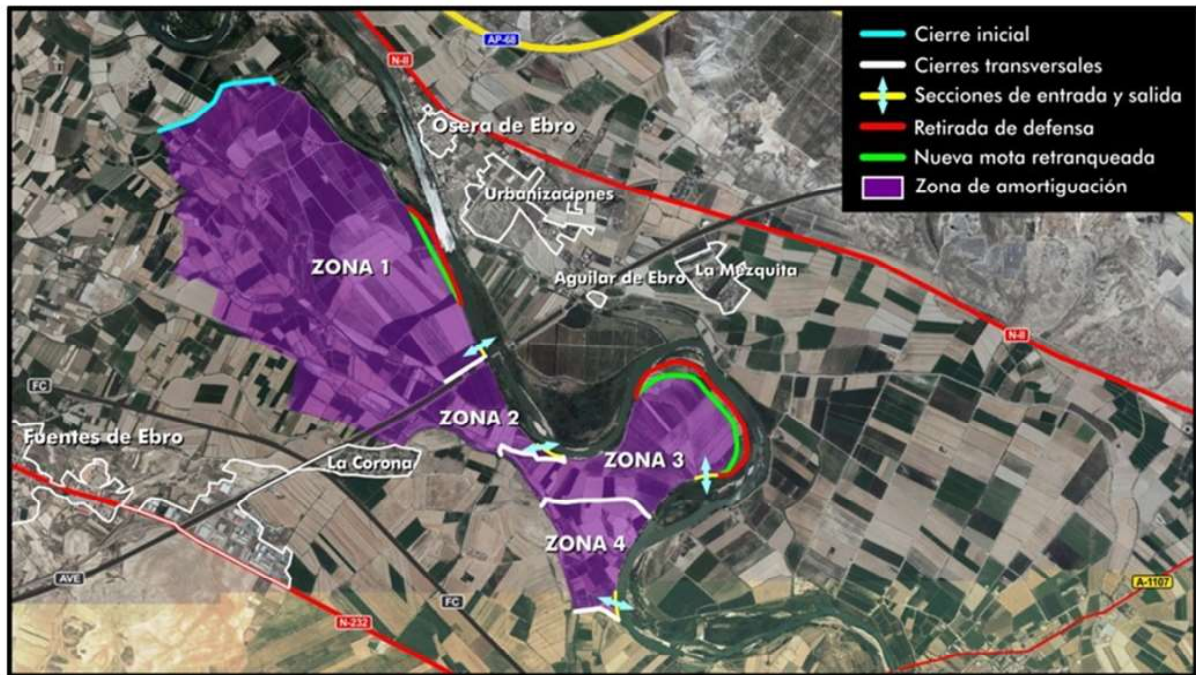 AP-68
N-II
Cierre inicial
Cierres transversales
Secciones de entrada y salida
Retirada de defensa
Nueva mota retranqueada
Zona de amortiguación
Osera de Ebro
Urbanizaciones
ZONA 1
Aguilar de Ebro
La Mezquita
N-II
FC
ZONA 2
Fuentes de Ebro
La Corona
ZONA 3
ZONA 4
AVE
FC
A-1107
N-232